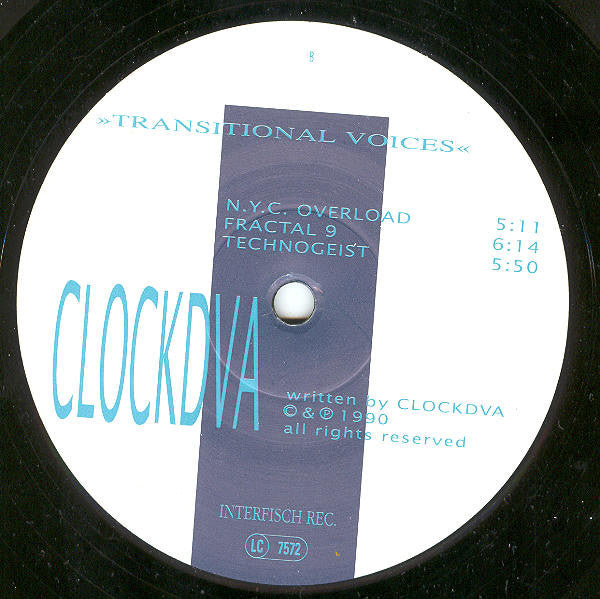 B
»TRANSITIONAL VOICES«
N.Y.C. OVERLOAD 5:11
FRACTAL 9 6:14
TECHNOGEIST 5:50
CLOCKDVA
written by CLOCKDVA
©&℗1990
all rights reserved
INTERFISCH REC.
LC 7572